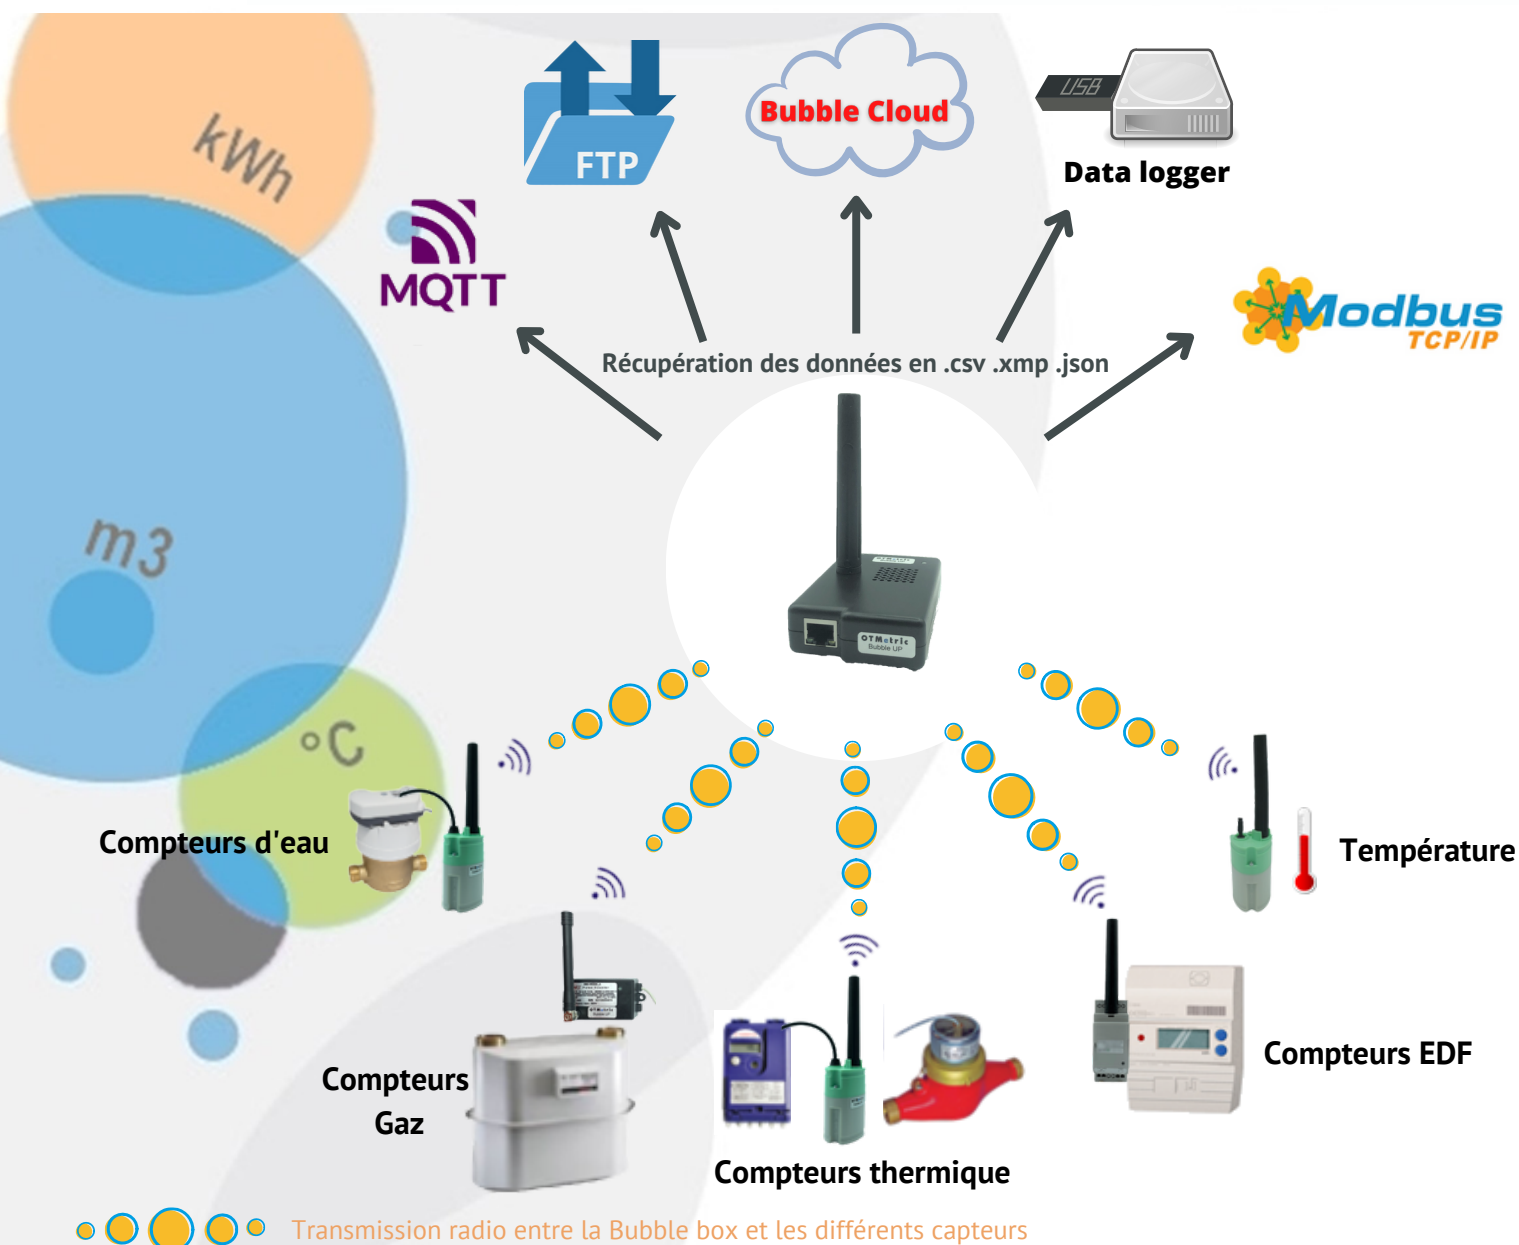 kWh
FTP
Bubble Cloud
USB
Data logger
MQTT
Modbus
TCP/IP
Récupération des données en .csv .xmp .json
m3
OTMetric
Bubble UP
°C
Compteurs d'eau
Température
Compteurs
Gaz
Compteurs EDF
Compteurs thermique
Transmission radio entre la Bubble box et les différents capteurs